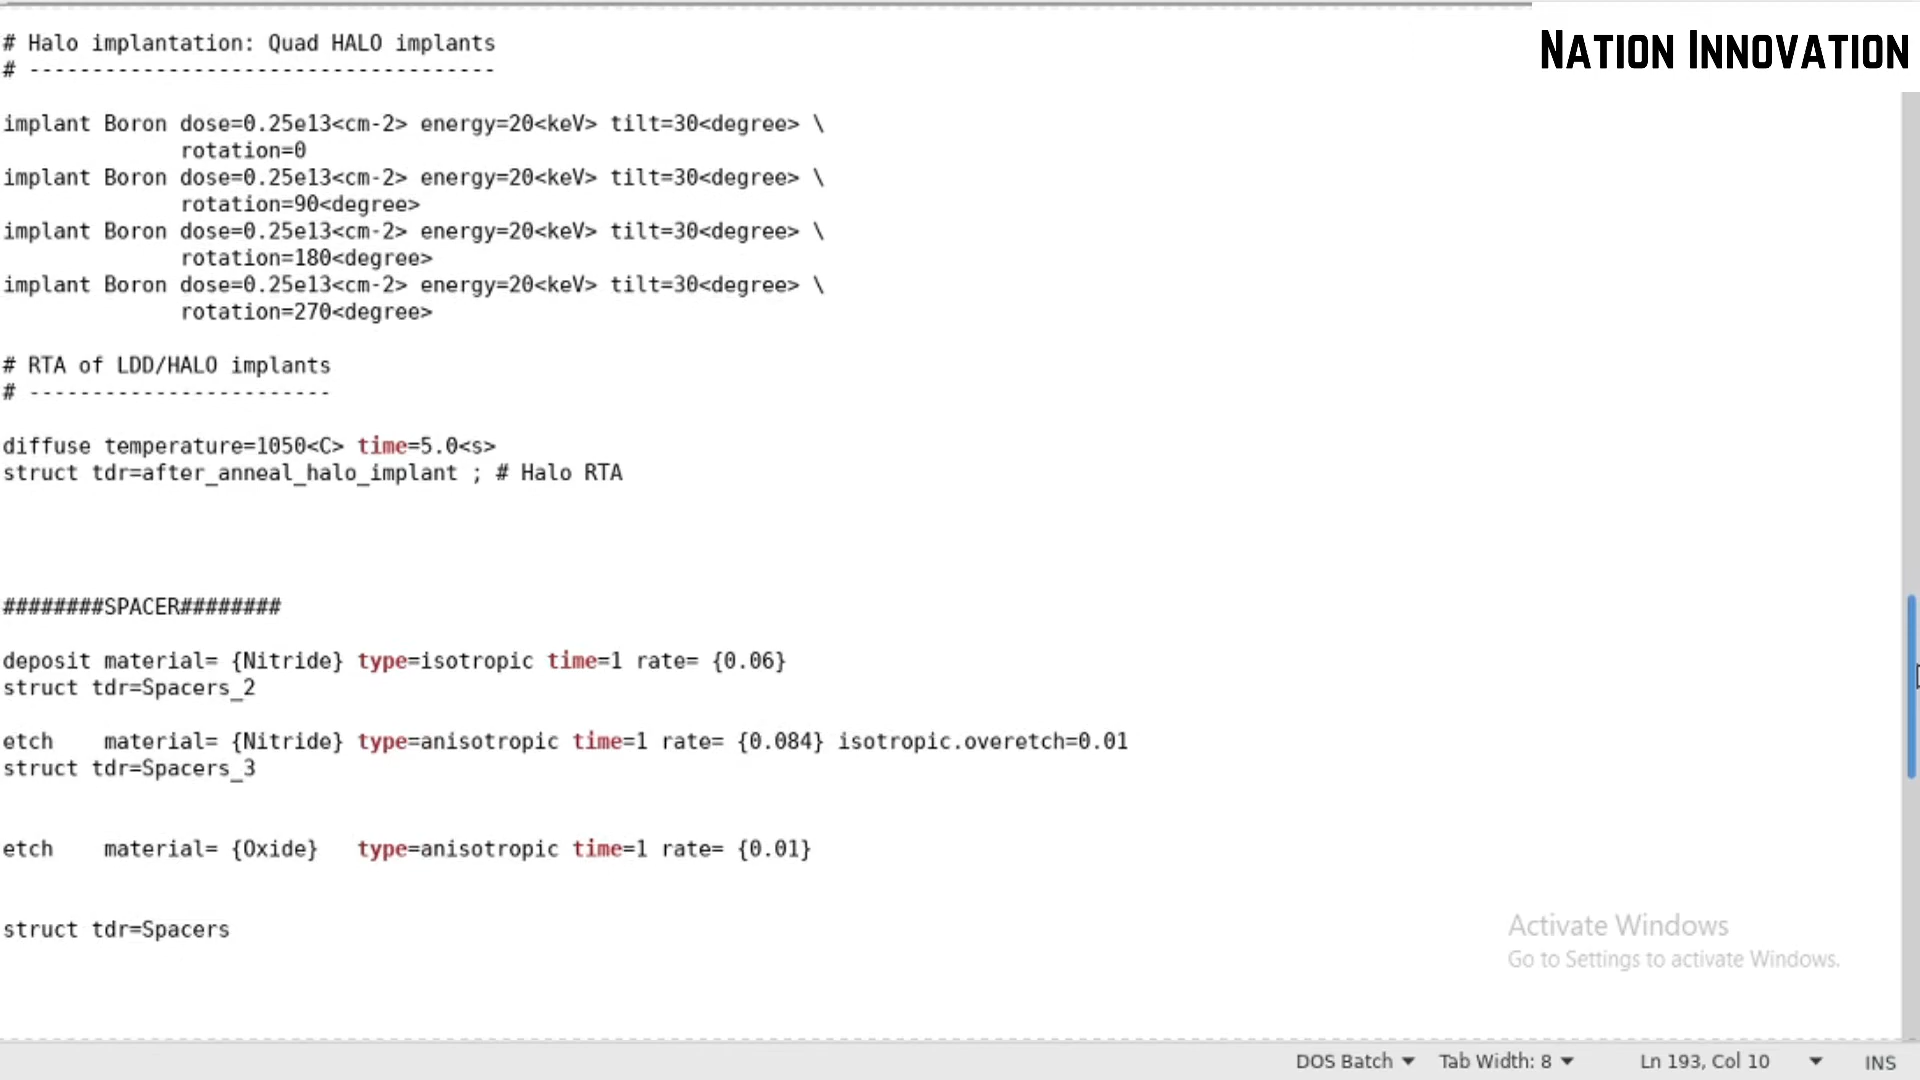 # Halo implantation: Quad HALO implants
# -------------------------------------
NATION INNOVATION
implant Boron dose=0.25e13<cm-2> energy=20<keV> tilt=30<degree> \
rotation=0
implant Boron dose=0.25e13<cm-2> energy=20<keV> tilt=30<degree> \
rotation=90<degree>
implant Boron dose=0.25e13<cm-2> energy=20<keV> tilt=30<degree> \
rotation=180<degree>
implant Boron dose=0.25e13<cm-2> energy=20<keV> tilt=30<degree> \
rotation=270<degree>
# RTA of LDD/HALO implants
# ------------------------
diffuse temperature=1050<C> time=5.0<s>
struct tdr=after_anneal_halo_implant ; # Halo RTA
########SPACER########
deposit material= {Nitride} type=isotropic time=1 rate= {0.06}
struct tdr=Spacers_2
etch    material= {Nitride} type=anisotropic time=1 rate= {0.084} isotropic.overetch=0.01
struct tdr=Spacers_3
etch    material= {Oxide}   type=anisotropic time=1 rate= {0.01}
struct tdr=Spacers
Activate Windows
Go to Settings to activate Windows.
DOS Batch Tab Width: 8 Ln 193, Col 10 INS